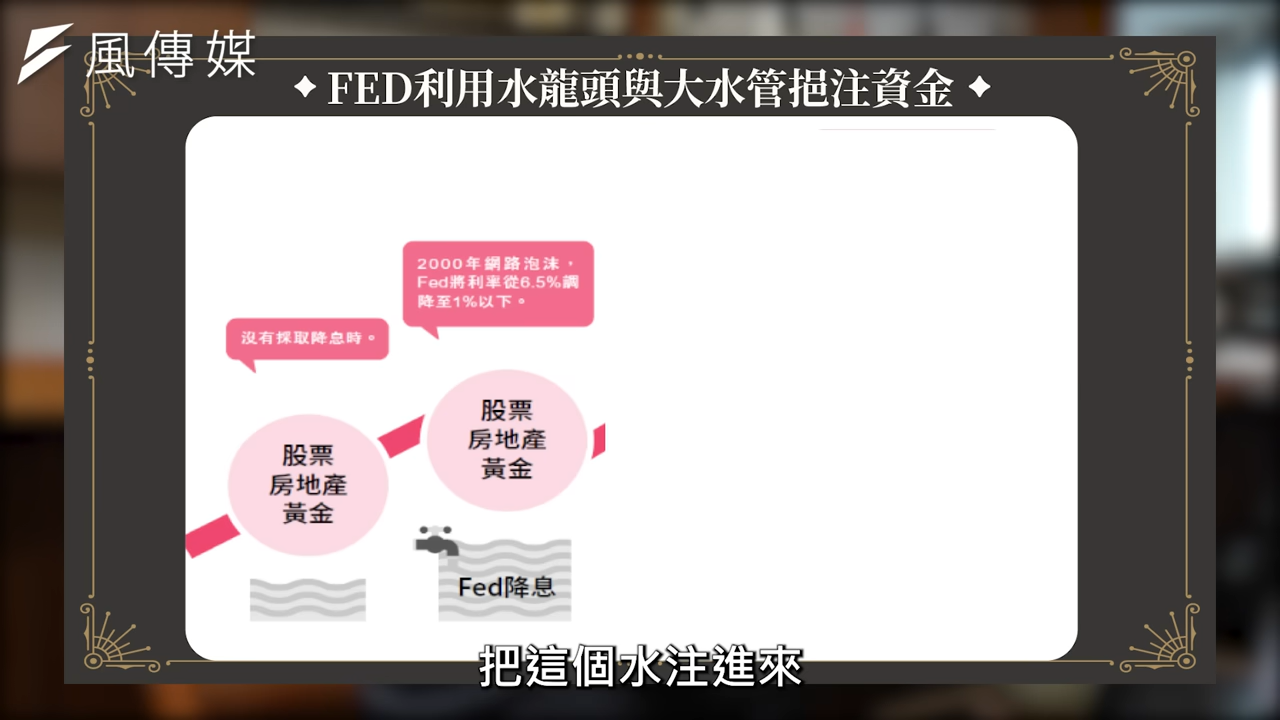 風傳媒
FED利用水龍頭與大水管挹注資金
2000年網路泡沫，
Fed將利率從6.5%調
降至1%以下。
沒有採取降息時。
股票
房地產
黃金
股票
房地產
黃金
Fed降息
把這個水注進來